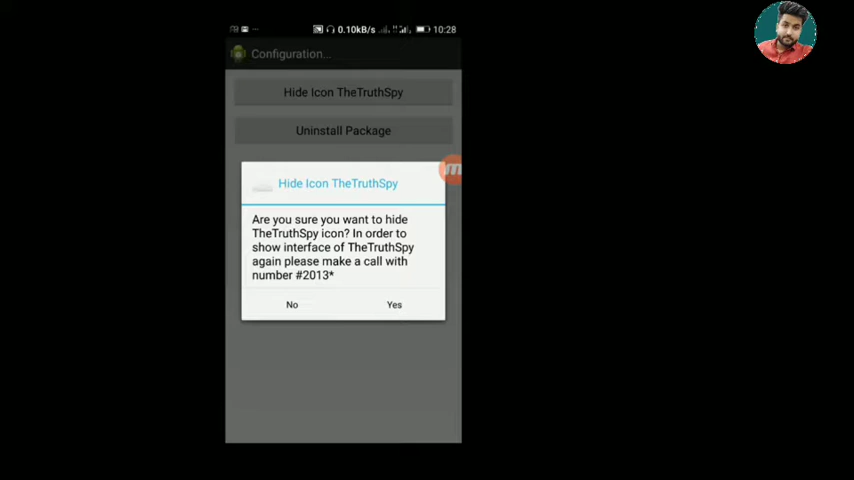 0.10kB/s 10:28
Configuration...
Hide Icon TheTruthSpy
Uninstall Package
Hide Icon TheTruthSpy
Are you sure you want to hide
TheTruthSpy icon? In order to
show interface of TheTruthSpy
again please make a call with
number #2013*
No Yes